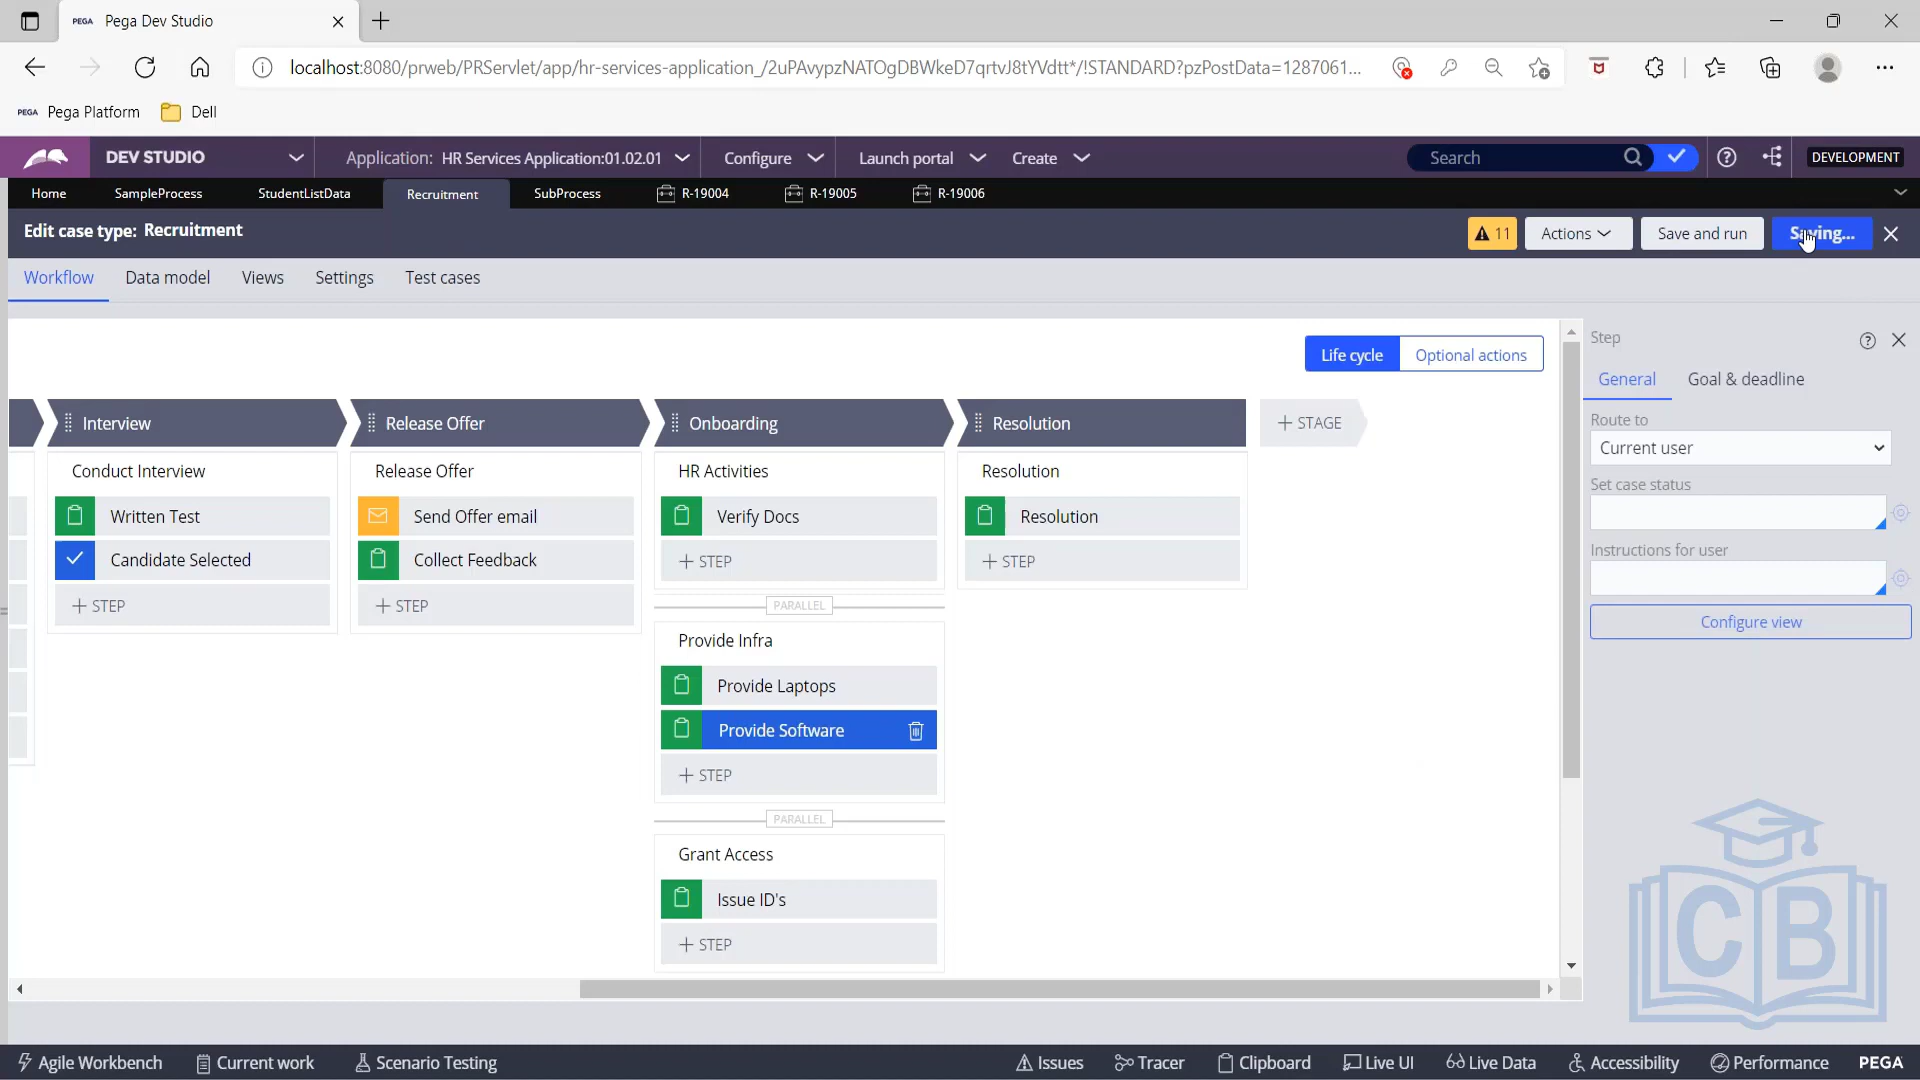 PEGA Pega Dev Studio
localhost:8080/prweb/PRServlet/app/hr-services-application_/2uPAvypzNATOgDBWkeD7qrtvJ8tYVdtt*/!STANDARD?pzPostData=1287061...
PEGA Pega Platform Dell
DEV STUDIO Application: HR Services Application:01.02.01 Configure Launch portal Create Search DEVELOPMENT
Home SampleProcess StudentListData Recruitment SubProcess R-19004 R-19005 R-19006
Edit case type: Recruitment 11 Actions Save and run Saving...
Workflow Data model Views Settings Test cases
Life cycle Optional actions
Interview Release Offer Onboarding Resolution + STAGE
Conduct Interview Release Offer HR Activities Resolution
Written Test Send Offer email Verify Docs Resolution
Candidate Selected Collect Feedback + STEP + STEP
+ STEP + STEP
PARALLEL
Provide Infra
Provide Laptops
Provide Software
+ STEP
PARALLEL
Grant Access
Issue ID's
+ STEP
Step
General Goal & deadline
Route to
Current user
Set case status
Instructions for user
Configure view
CB
Agile Workbench Current work Scenario Testing Issues Tracer Clipboard Live UI Live Data Accessibility Performance PEGA